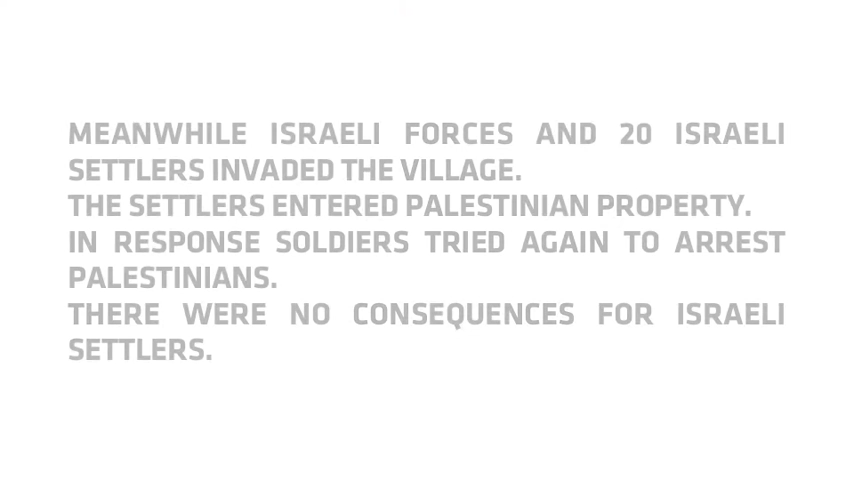 MEANWHILE ISRAELI FORCES AND 20 ISRAELI
SETTLERS INVADED THE VILLAGE.
THE SETTLERS ENTERED PALESTINIAN PROPERTY.
IN RESPONSE SOLDIERS TRIED AGAIN TO ARREST
PALESTINIANS.
THERE WERE NO CONSEQUENCES FOR ISRAELI
SETTLERS.